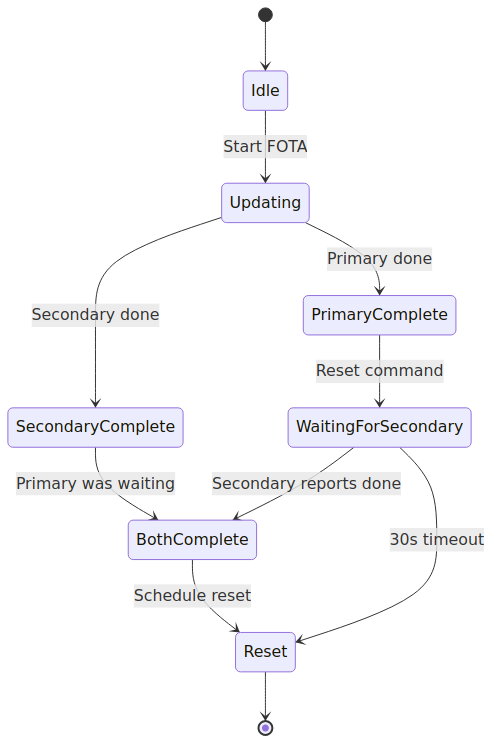 Idle
Start FOTA
Updating
Primary done
Secondary done
PrimaryComplete
Reset command
SecondaryComplete
WaitingForSecondary
Primary was waiting
Secondary reports done
BothComplete
30s timeout
Schedule reset
Reset